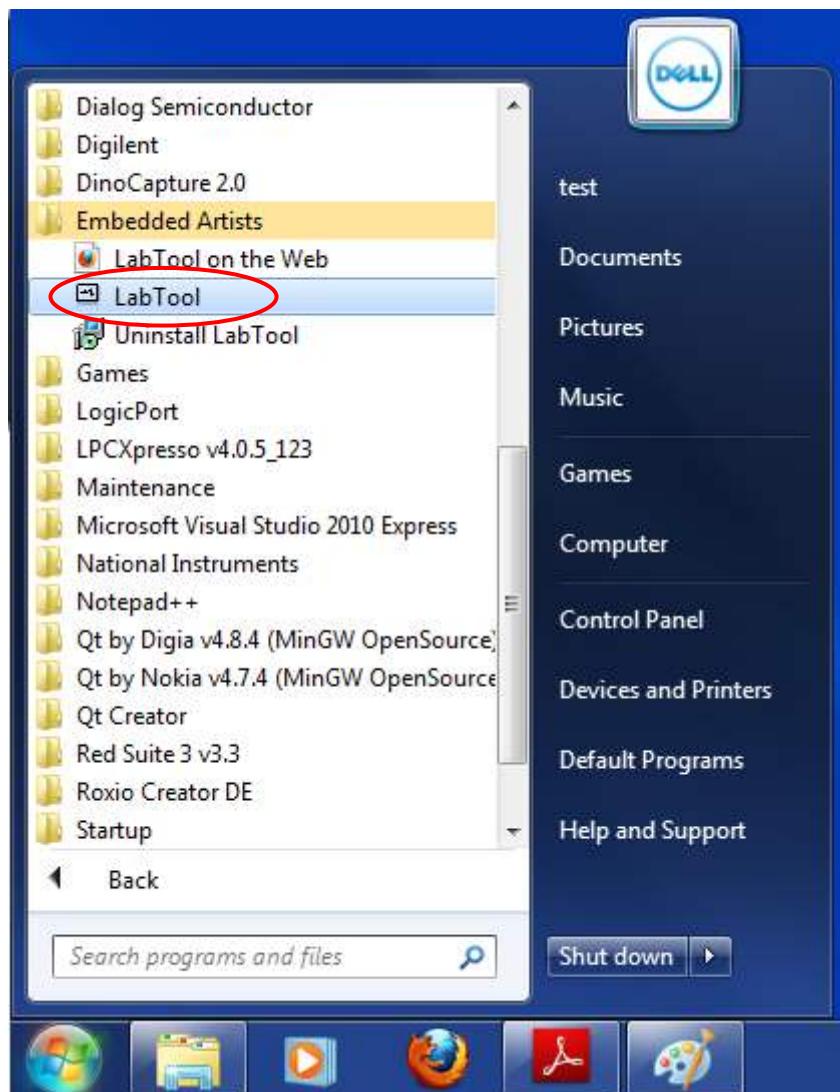 DELL
Dialog Semiconductor
Digilent
DinoCapture 2.0
Embedded Artists
LabTool on the Web
LabTool
Uninstall LabTool
Games
LogicPort
LPCXpresso v4.0.5_123
Maintenance
Microsoft Visual Studio 2010 Express
National Instruments
Notepad++
Qt by Digia v4.8.4 (MinGW OpenSource)
Qt by Nokia v4.7.4 (MinGW OpenSource
Qt Creator
Red Suite 3 v3.3
Roxio Creator DE
Startup
Back
Search programs and files
test
Documents
Pictures
Music
Games
Computer
Control Panel
Devices and Printers
Default Programs
Help and Support
Shut down